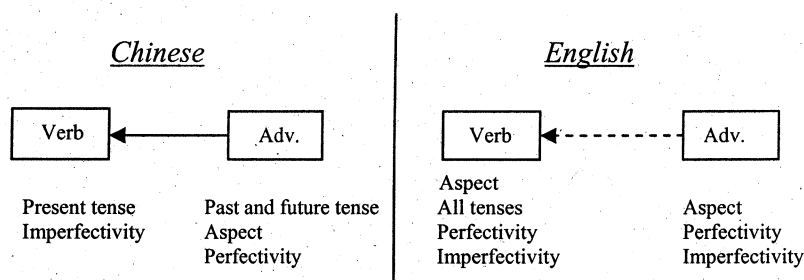 Chinese
English
Verb
Adv.
Verb
Adv.
Present tense
Imperfectivity
Past and future tense
Aspect
Perfectivity
Aspect
All tenses
Perfectivity
Imperfectivity
Aspect
Perfectivity
Imperfectivity